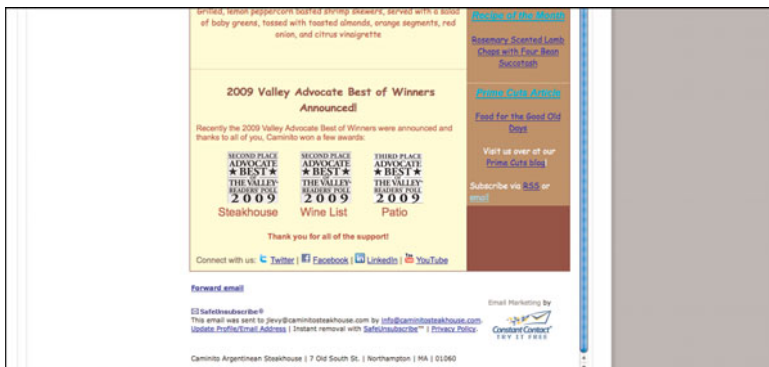 Grilled, lemon peppercorn basted shrimp skewers, served with a salad
of baby greens, tossed with toasted almonds, orange segments, red
onion, and citrus vinaigrette
2009 Valley Advocate Best of Winners
Announced!
Recently the 2009 Valley Advocate Best of Winners were announced and
thanks to all of you, Caminito won a few awards:
SECOND PLACE
ADVOCATE
★ BEST ★
OF
THE VALLEY
READERS' POLL
2009
Steakhouse
SECOND PLACE
ADVOCATE
★ BEST ★
OF
THE VALLEY
READERS' POLL
2009
Wine List
THIRD PLACE
ADVOCATE
★ BEST ★
OF
THE VALLEY
READERS' POLL
2009
Patio
Thank you for all of the support!
Connect with us: Twitter | Facebook | LinkedIn | YouTube
Recipe of the Month
Rosemary Scented Lamb
Chops with Four Bean
Succotash
Prime Cuts Article
Food for the Good Old
Days
Visit us over at our
Prime Cuts blog!
Subscribe via RSS or
email
Forward email
SafeUnsubscribe®
This email was sent to jlevy@caminitosteakhouse.com by info@caminitosteakhouse.com.
Update Profile/Email Address | Instant removal with SafeUnsubscribe™ | Privacy Policy.
Email Marketing by
Constant Contact®
TRY IT FREE
Caminito Argentinean Steakhouse | 7 Old South St. | Northampton | MA | 01060